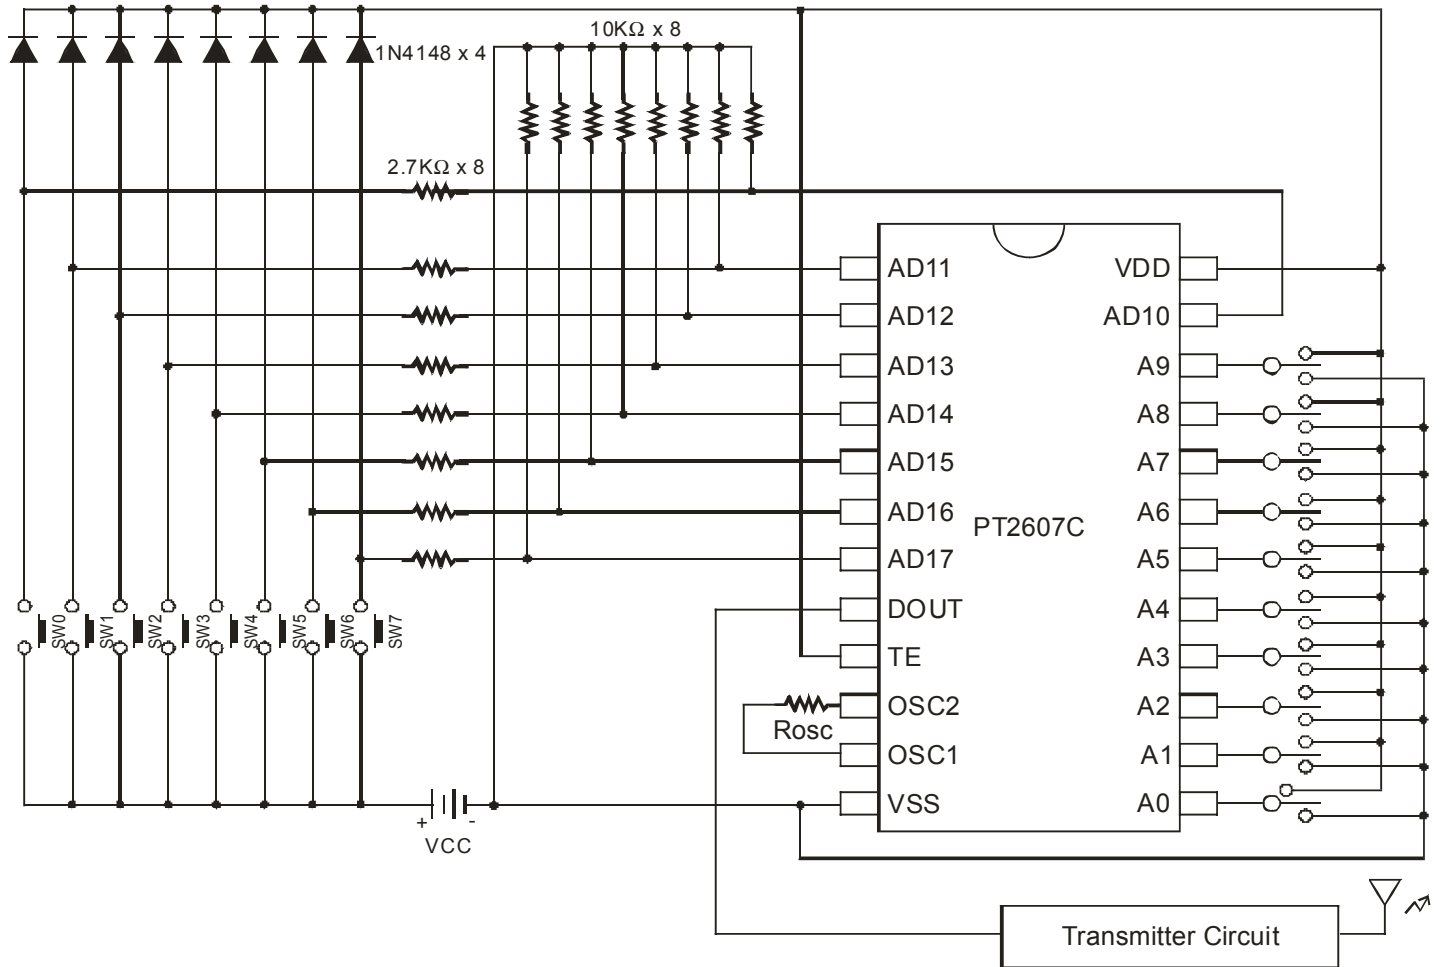 10KΩ x 8
1N4148 x 4
2.7KΩ x 8
AD11
VDD
AD12
AD10
AD13
A9
AD14
A8
AD15
A7
AD16
A6
PT2607C
AD17
A5
DOUT
A4
SW0
SW1
SW2
SW3
SW4
SW5
SW6
SW7
TE
A3
OSC2
A2
Rosc
OSC1
A1
VSS
A0
+
-
VCC
Transmitter Circuit